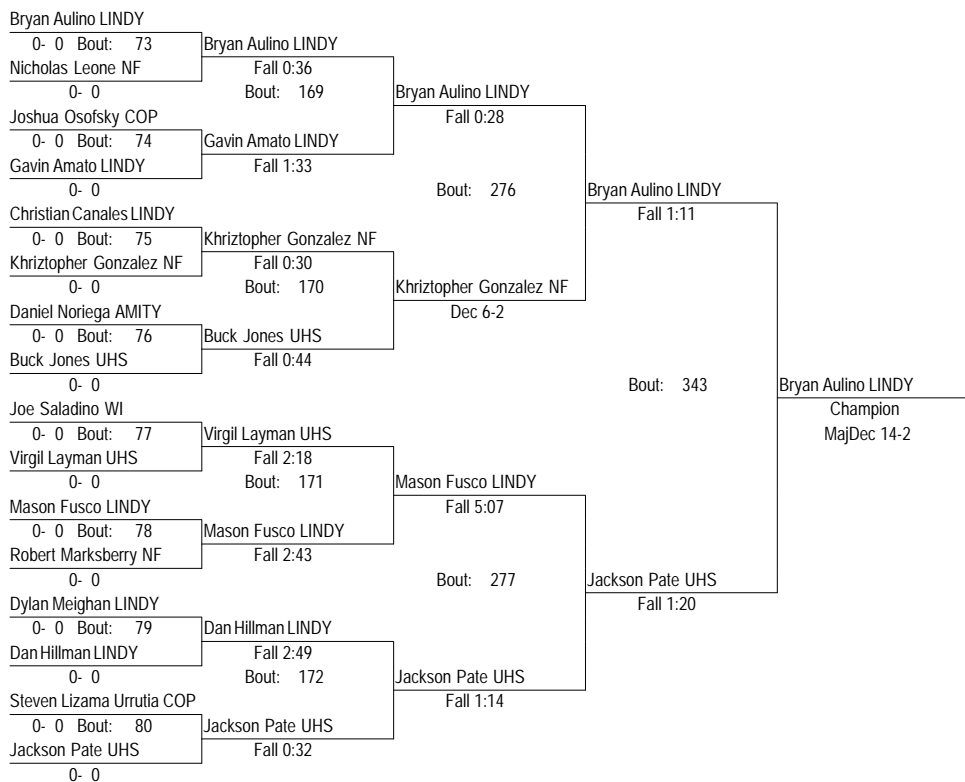 Bryan Aulino LINDY
0- 0 Bout: 73
Nicholas Leone NF
0- 0
Joshua Osofsky COP
0- 0 Bout: 74
Gavin Amato LINDY
0- 0
Christian Canales LINDY
0- 0 Bout: 75
Khriztopher Gonzalez NF
0- 0
Daniel Noriega AMITY
0- 0 Bout: 76
Buck Jones UHS
0- 0
Joe Saladino WI
0- 0 Bout: 77
Virgil Layman UHS
0- 0
Mason Fusco LINDY
0- 0 Bout: 78
Robert Marksberry NF
0- 0
Dylan Meighan LINDY
0- 0 Bout: 79
Dan Hillman LINDY
0- 0
Steven Lizama Urrutia COP
0- 0 Bout: 80
Jackson Pate UHS
0- 0
Bryan Aulino LINDY
Fall 0:36
Bout: 169
Gavin Amato LINDY
Fall 1:33
Khriztopher Gonzalez NF
Fall 0:30
Bout: 170
Buck Jones UHS
Fall 0:44
Virgil Layman UHS
Fall 2:18
Bout: 171
Mason Fusco LINDY
Fall 2:43
Dan Hillman LINDY
Fall 2:49
Bout: 172
Jackson Pate UHS
Fall 0:32
Bryan Aulino LINDY
Fall 0:28
Bout: 276
Khriztopher Gonzalez NF
Dec 6-2
Mason Fusco LINDY
Fall 5:07
Bout: 277
Jackson Pate UHS
Fall 1:14
Bryan Aulino LINDY
Fall 1:11
Bout: 343
Jackson Pate UHS
Fall 1:20
Bryan Aulino LINDY
Champion
MajDec 14-2